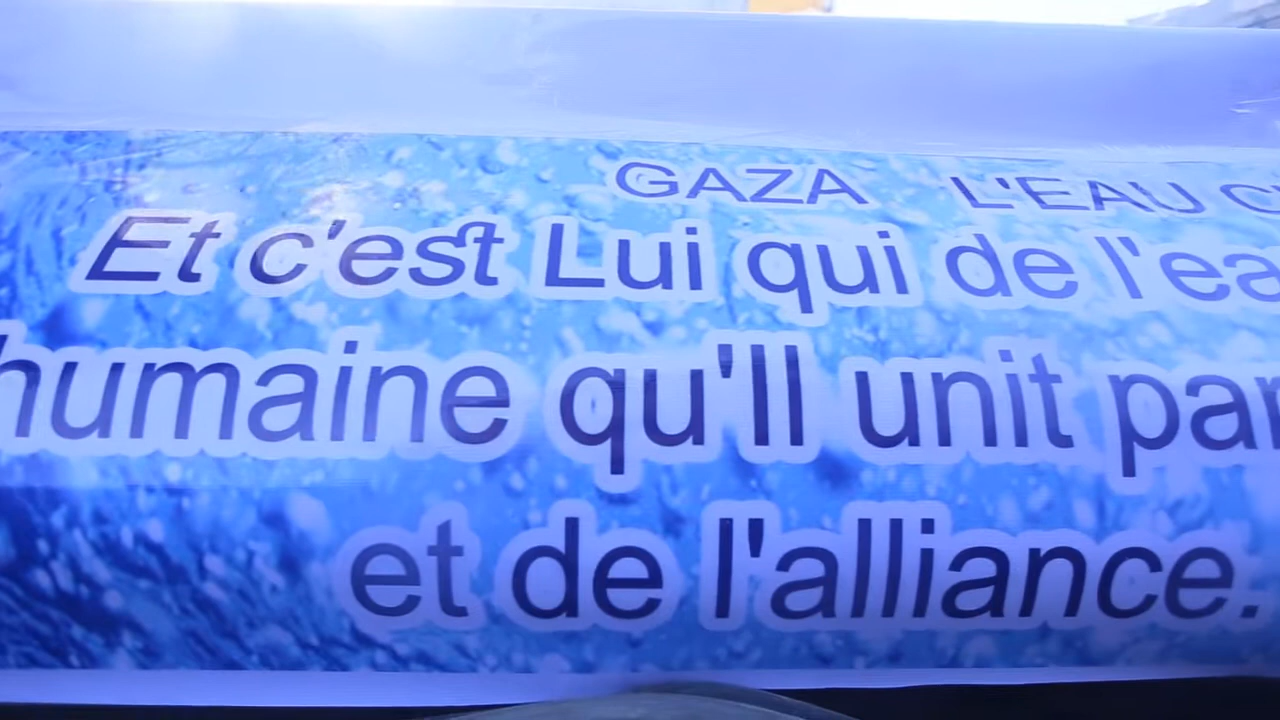 GAZA L'EAU C'
Et c'est Lui qui de l'ea
humaine qu'Il unit par
et de l'alliance.